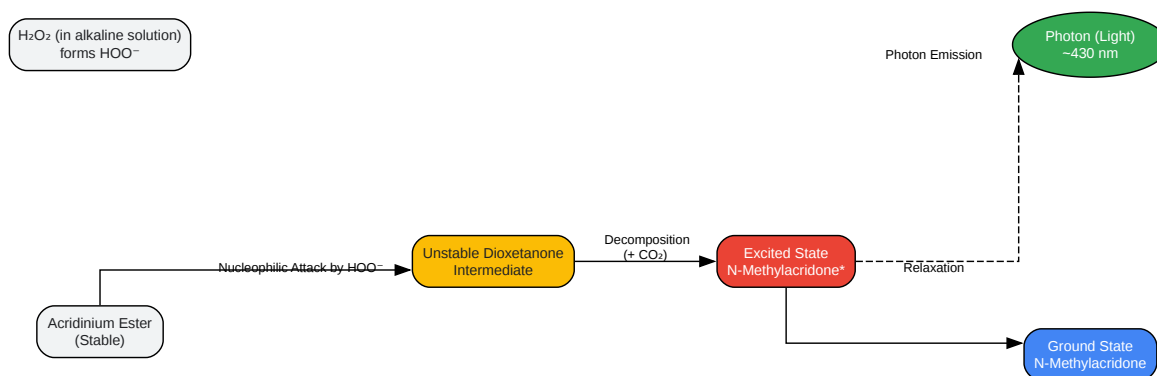 H₂O₂ (in alkaline solution)
forms HOO⁻
Photon (Light)
~430 nm
Photon Emission
Nucleophilic Attack by HOO⁻
Acridinium Ester
(Stable)
Unstable Dioxetanone
Intermediate
Decomposition
(+ CO₂)
Excited State
N-Methylacridone*
Relaxation
Ground State
N-Methylacridone